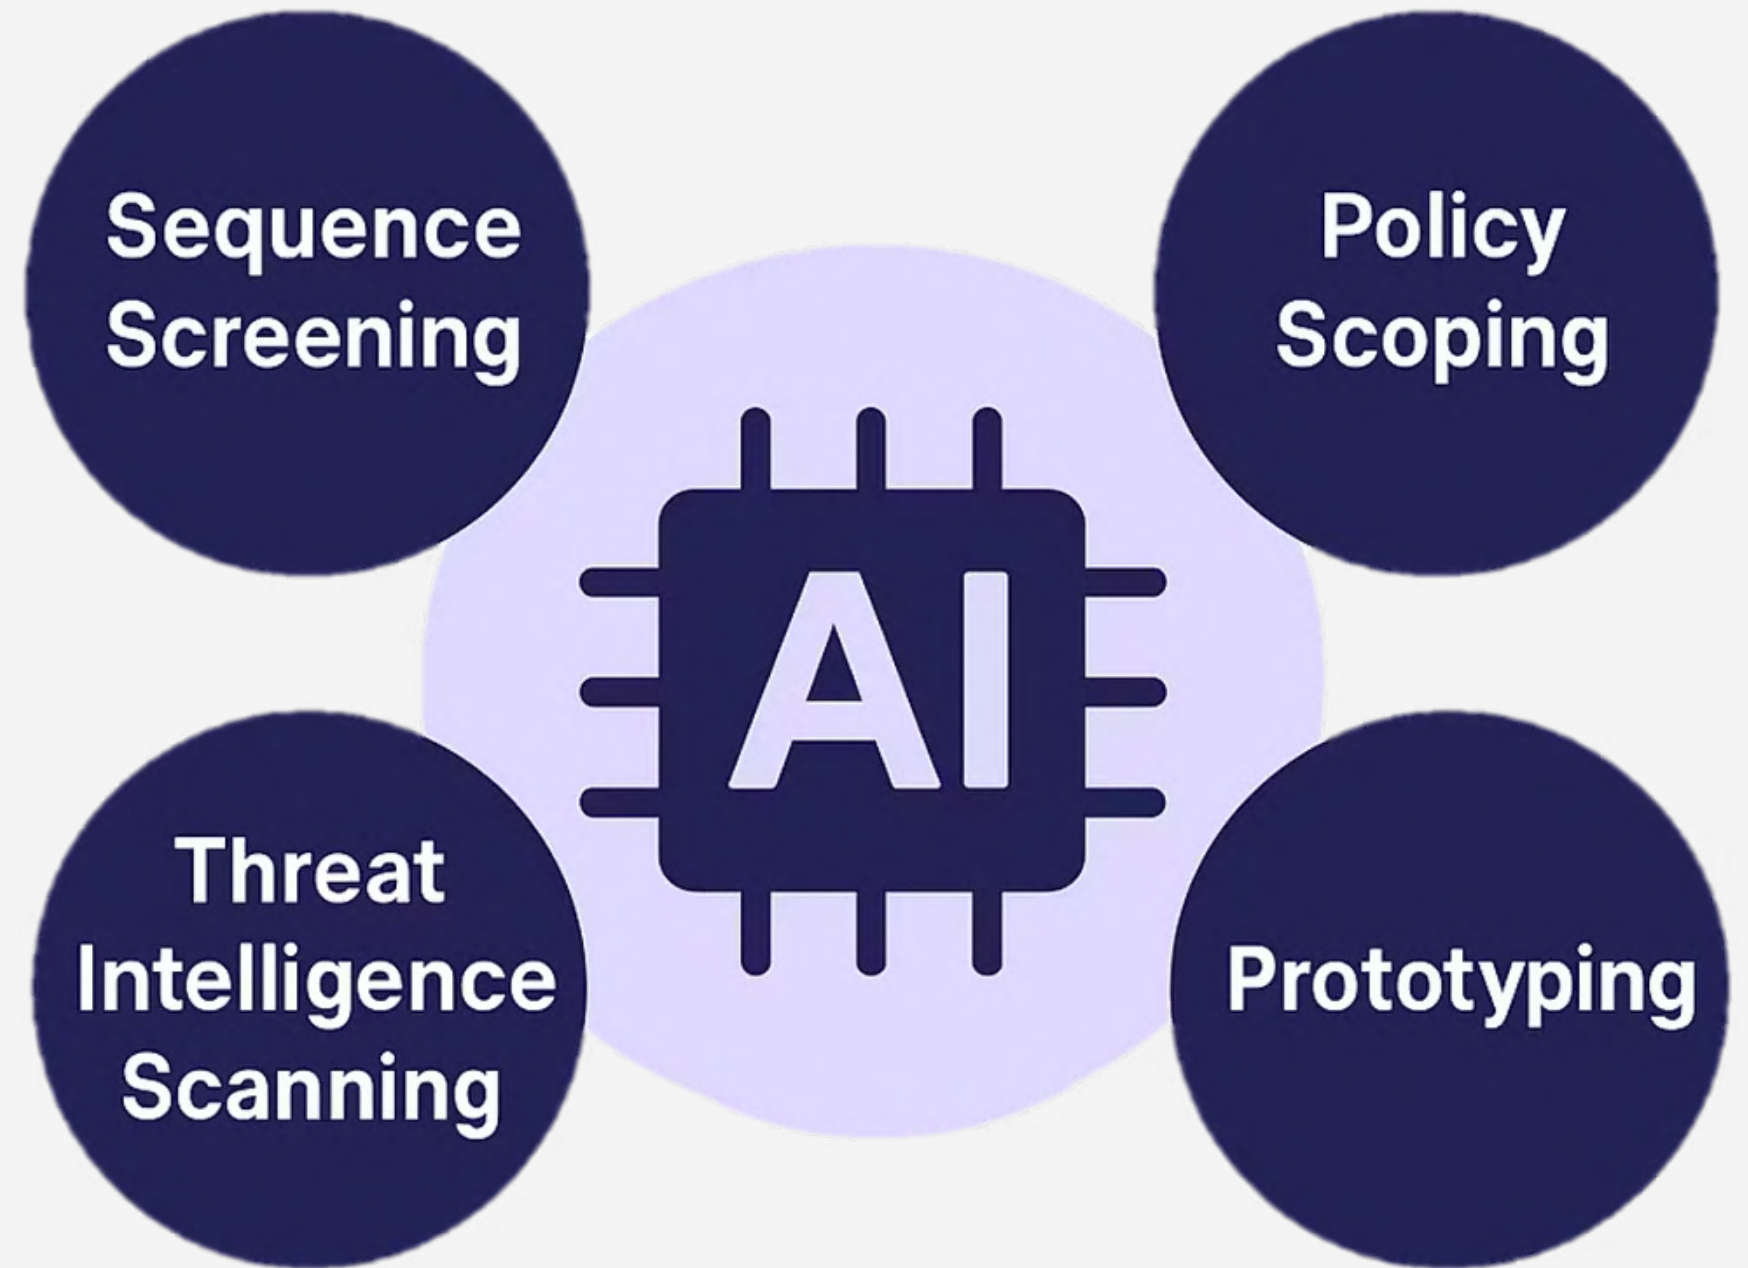 Sequence
Screening
Policy
Scoping
AI
Threat
Intelligence
Scanning
Prototyping